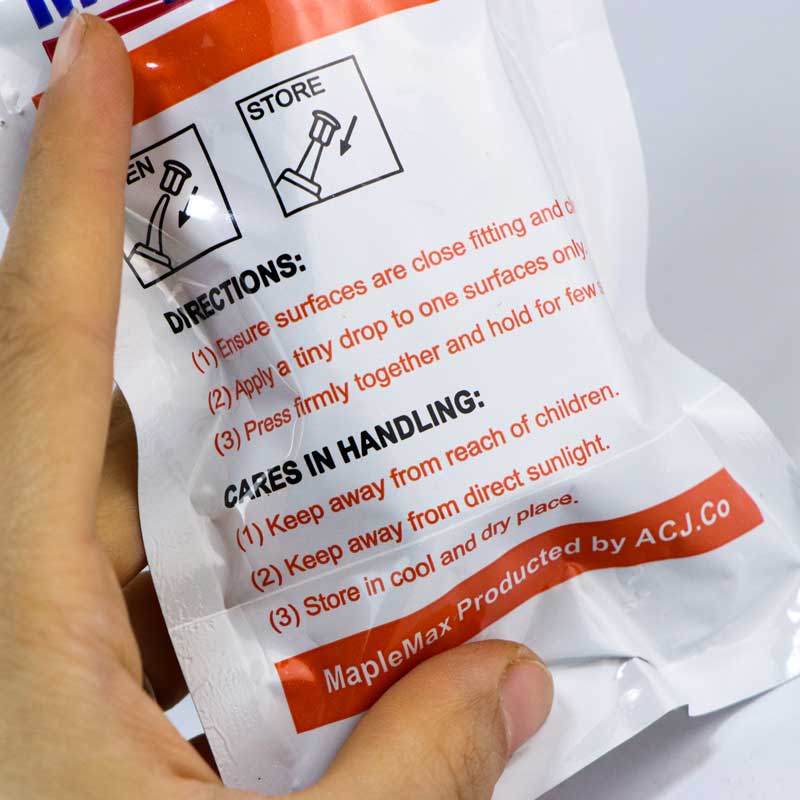 STORE
DIRECTIONS:
(1) Ensure surfaces are close fitting and
(2) Apply a tiny drop to one surfaces only.
(3) Press firmly together and hold for few
CARES IN HANDLING:
(1) Keep away from reach of children.
(2) Keep away from direct sunlight.
(3) Store in cool and dry place.
MapleMax Producted by ACJ.Co